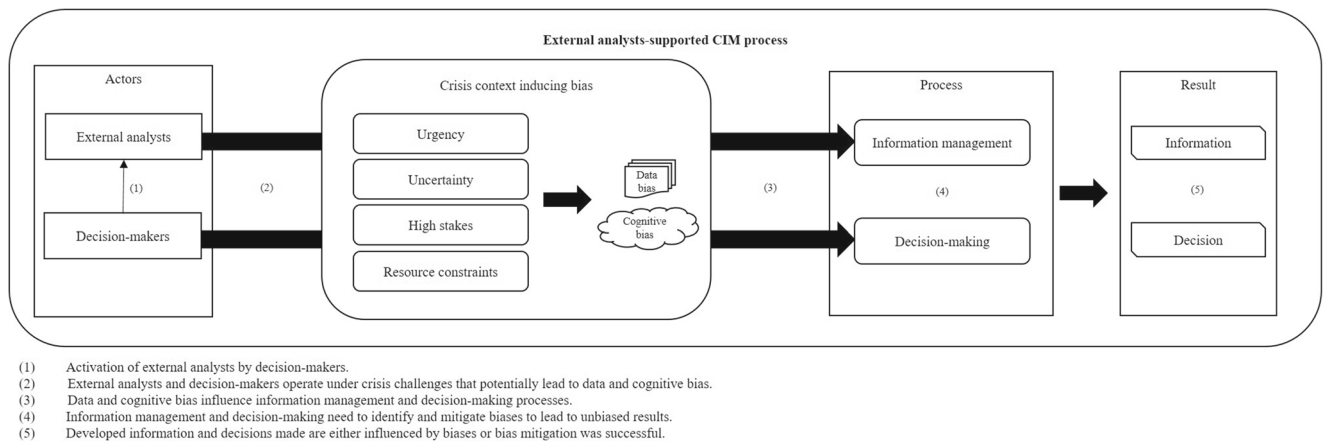 External analysts-supported CIM process
Actors
External analysts
(1)
Decision-makers
(2)
Crisis context inducing bias
Urgency
Uncertainty
High stakes
Resource constraints
Data
bias
Cognitive
bias
(3)
Process
Information management
(4)
Decision-making
Result
Information
(5)
Decision
(1) Activation of external analysts by decision-makers.
(2) External analysts and decision-makers operate under crisis challenges that potentially lead to data and cognitive bias.
(3) Data and cognitive bias influence information management and decision-making processes.
(4) Information management and decision-making need to identify and mitigate biases to lead to unbiased results.
(5) Developed information and decisions made are either influenced by biases or bias mitigation was successful.